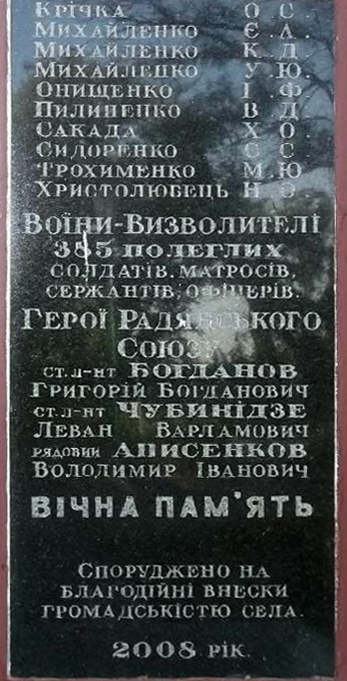 Крічка О.С.
Михайленко Є.Л.
Михайленко К.Д.
Михайленко У.Ю.
Онищенко І.Ф.
Пилипенко В.Д.
Сакада Х.О.
Сидоренко С.С.
Трохименко М.Ю.
Христолюбець Н.О.
Воїни-Визволителі
385 полеглих
солдатів, матросів,
сержантів, офіцерів.
Герої Радянського
Союзу
ст.л-нт Богданов
Григорій Богданович
ст.л-нт Чубинідзе
Леван Варламович
рядовий Аписенков
Володимир Іванович
ВІЧНА ПАМ'ЯТЬ
Споруджено на
благодійні внески
громадськістю села.
2008 рік.